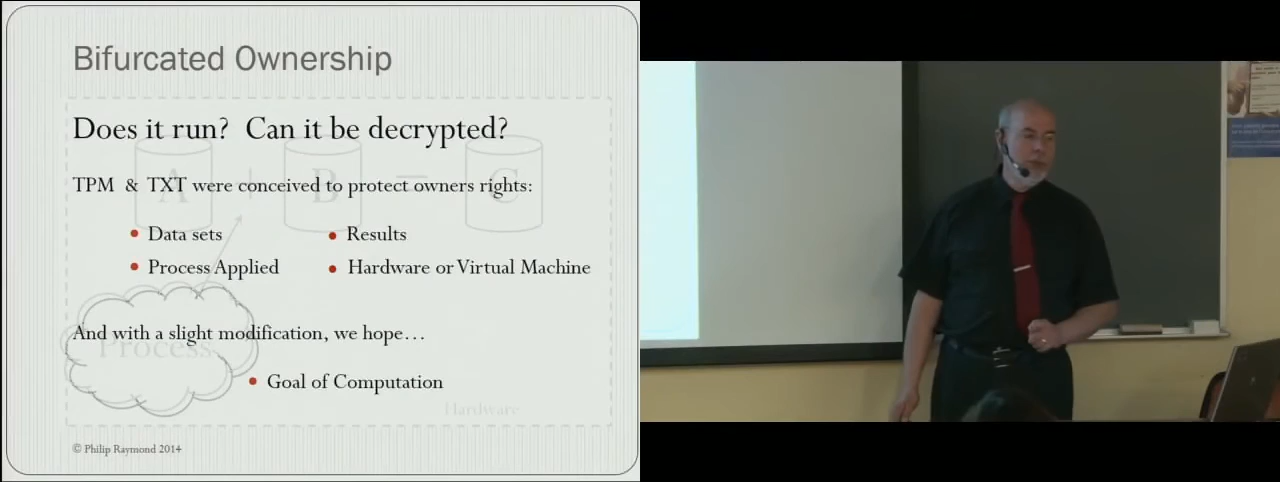 Bifurcated Ownership
Does it run? Can it be decrypted?
TPM & TXT were conceived to protect owners rights:
A + B = C
Data sets
Results
Process Applied
Hardware or Virtual Machine
And with a slight modification, we hope…
Process
Goal of Computation
Hardware
© Philip Raymond 2014